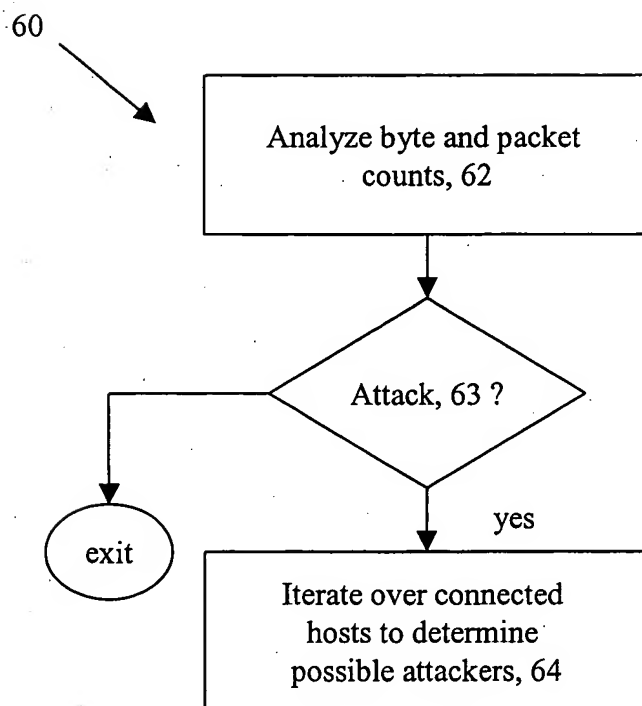 60
Analyze byte and packet
counts, 62
Attack, 63 ?
yes
exit
Iterate over connected
hosts to determine
possible attackers, 64